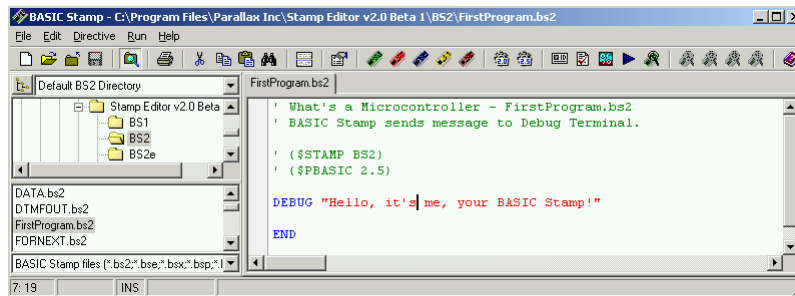 BASIC Stamp - C:\Program Files\Parallax Inc\Stamp Editor v2.0 Beta 1\BS2\FirstProgram.bs2
File Edit Directive Run Help
Default BS2 Directory
Stamp Editor v2.0 Beta
BS1
BS2
BS2e
DATA.bs2
DTMFOUT.bs2
FirstProgram.bs2
FORNEXT.bs2
BASIC Stamp files (*.bs2;*.bse;*.bsx;*.bsp;*.l
FirstProgram.bs2
' What's a Microcontroller - FirstProgram.bs2
' BASIC Stamp sends message to Debug Terminal.
' ($STAMP BS2)
' ($PBASIC 2.5)
DEBUG "Hello, it's me, your BASIC Stamp!"
END
7: 19 INS